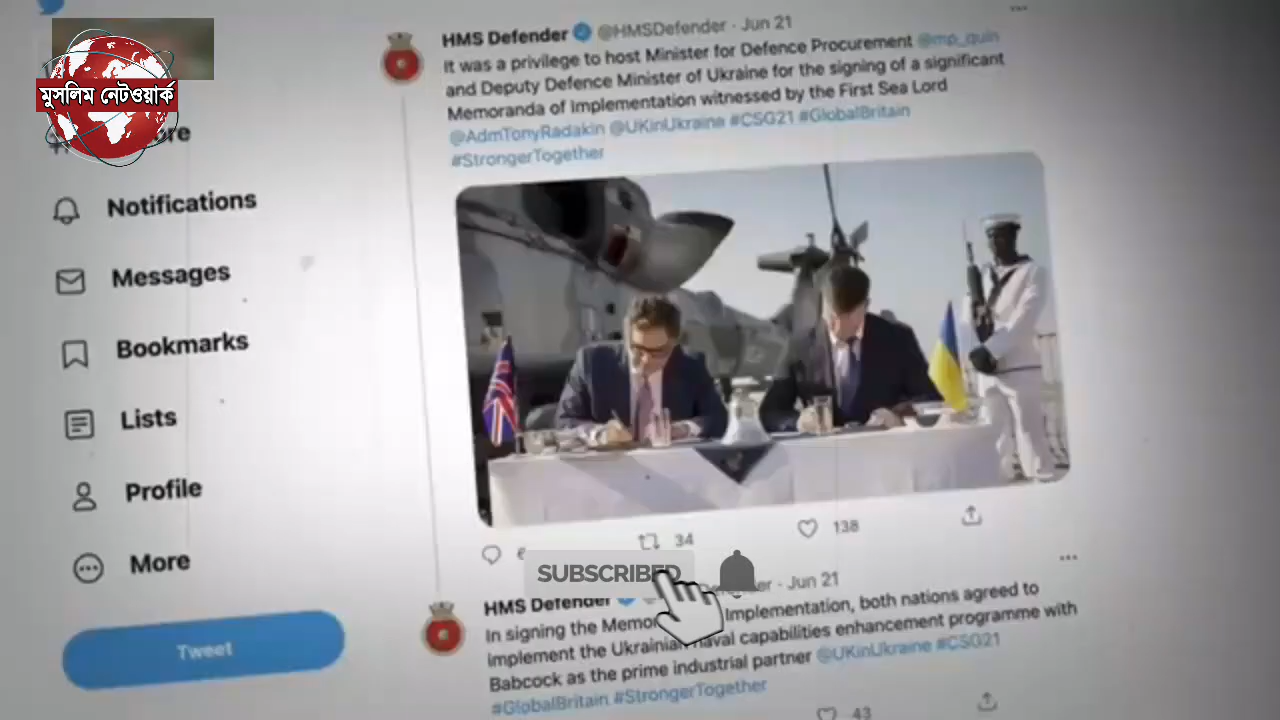 মুসলিম নেটওয়ার্ক
HMS Defender @HMSDefender · Jun 21
It was a privilege to host Minister for Defence Procurement @mp_quin
and Deputy Defence Minister of Ukraine for the signing of a significant
Memoranda of Implementation witnessed by the First Sea Lord
@AdmTonyRadakin @UKinUkraine #CSG21 #GlobalBritain
#StrongerTogether
Notifications
Messages
Bookmarks
Lists
Profile
More
Tweet
34
138
SUBSCRIBED
HMS Defender · Jun 21
In signing the Implementation, both nations agreed to
implement the Ukrainian naval capabilities enhancement programme with
Babcock as the prime industrial partner @UKinUkraine #CSG21
#GlobalBritain #StrongerTogether
43